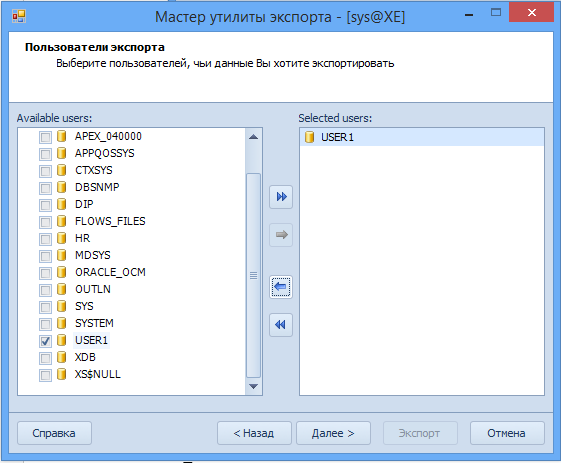 Мастер утилиты экспорта - [sys@XE]
Пользователи экспорта
Выберите пользователей, чьи данные Вы хотите экспортировать
Available users:
APEX_040000
APPQOSSYS
CTXSYS
DBSNMP
DIP
FLOWS_FILES
HR
MDSYS
ORACLE_OCM
OUTLN
SYS
SYSTEM
USER1
XDB
XS$NULL
Selected users:
USER1
Справка
< Назад
Далее >
Экспорт
Отмена